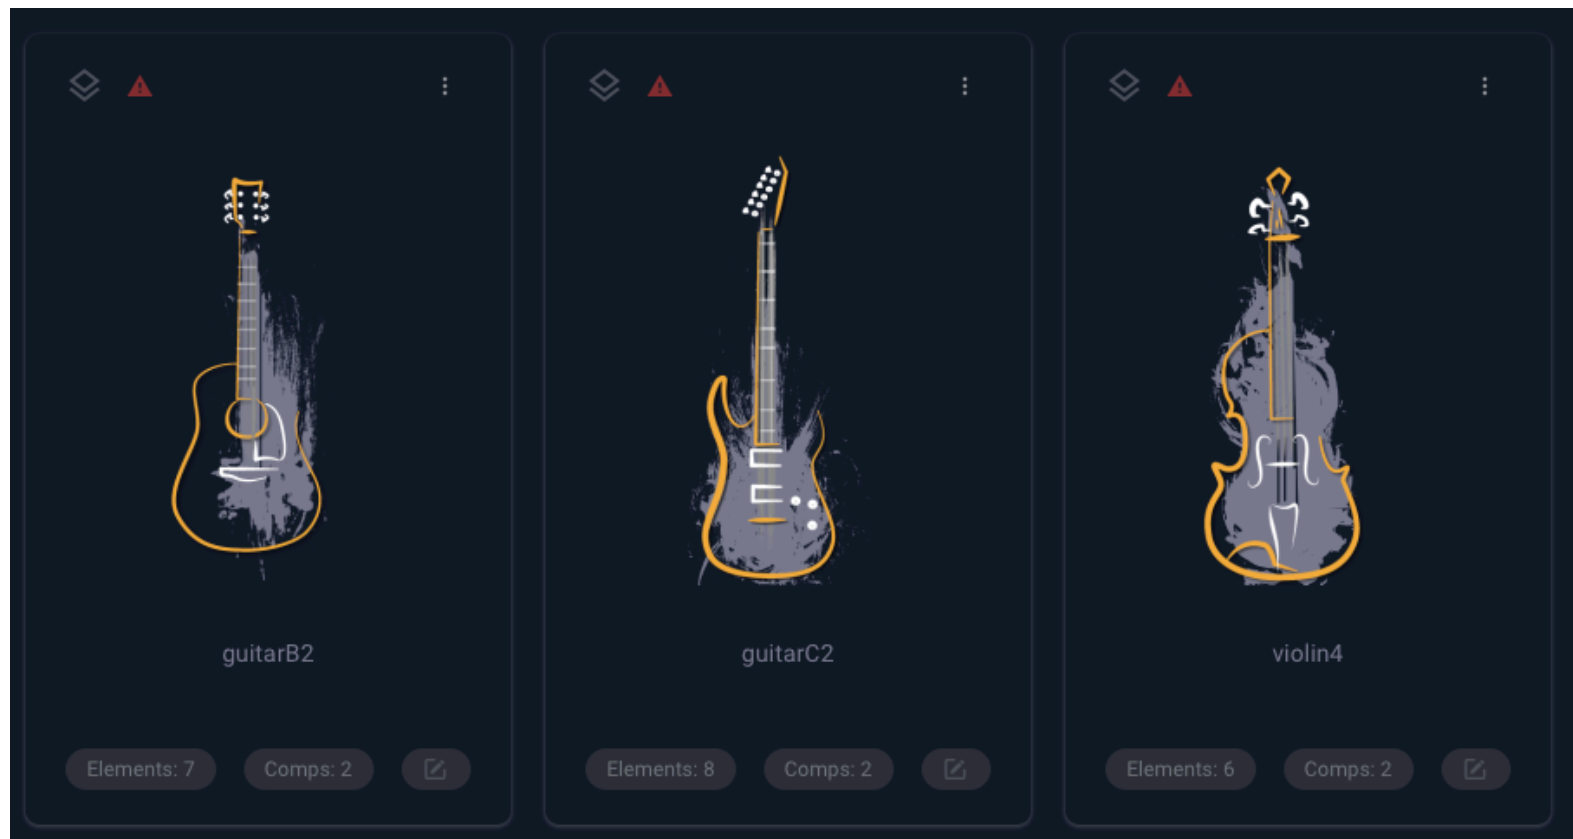 guitarB2
guitarC2
violin4
Elements: 7
Comps: 2
Elements: 8
Comps: 2
Elements: 6
Comps: 2